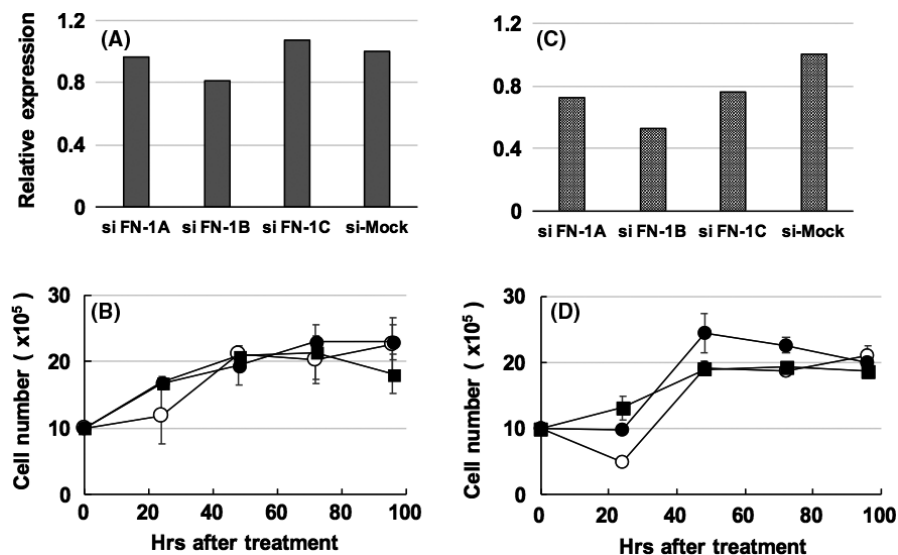 (A)
Relative expression
1.2
0.8
0.4
0
si FN-1A si FN-1B si FN-1C si-Mock
(C)
1.2
0.8
0.4
0
si FN-1A si FN-1B si FN-1C si-Mock
(B)
Cell number ( x10⁵)
30
20
10
0
0 20 40 60 80 100
Hrs after treatment
(D)
Cell number ( x10⁵)
30
20
10
0
0 20 40 60 80 100
Hrs after treatment